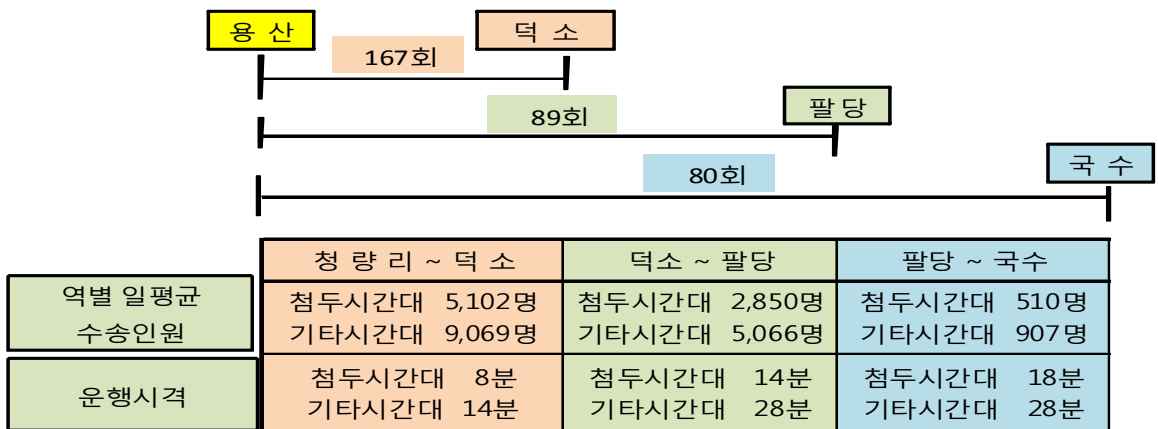 용 산
덕 소
167회
89회
팔 당
80회
국 수
청 량 리 ~ 덕 소
덕소 ~ 팔당
팔당 ~ 국수
역별 일평균
수송인원
첨두시간대 5,102명
기타시간대 9,069명
첨두시간대 2,850명
기타시간대 5,066명
첨두시간대 510명
기타시간대 907명
운행시격
첨두시간대 8분
기타시간대 14분
첨두시간대 14분
기타시간대 28분
첨두시간대 18분
기타시간대 28분